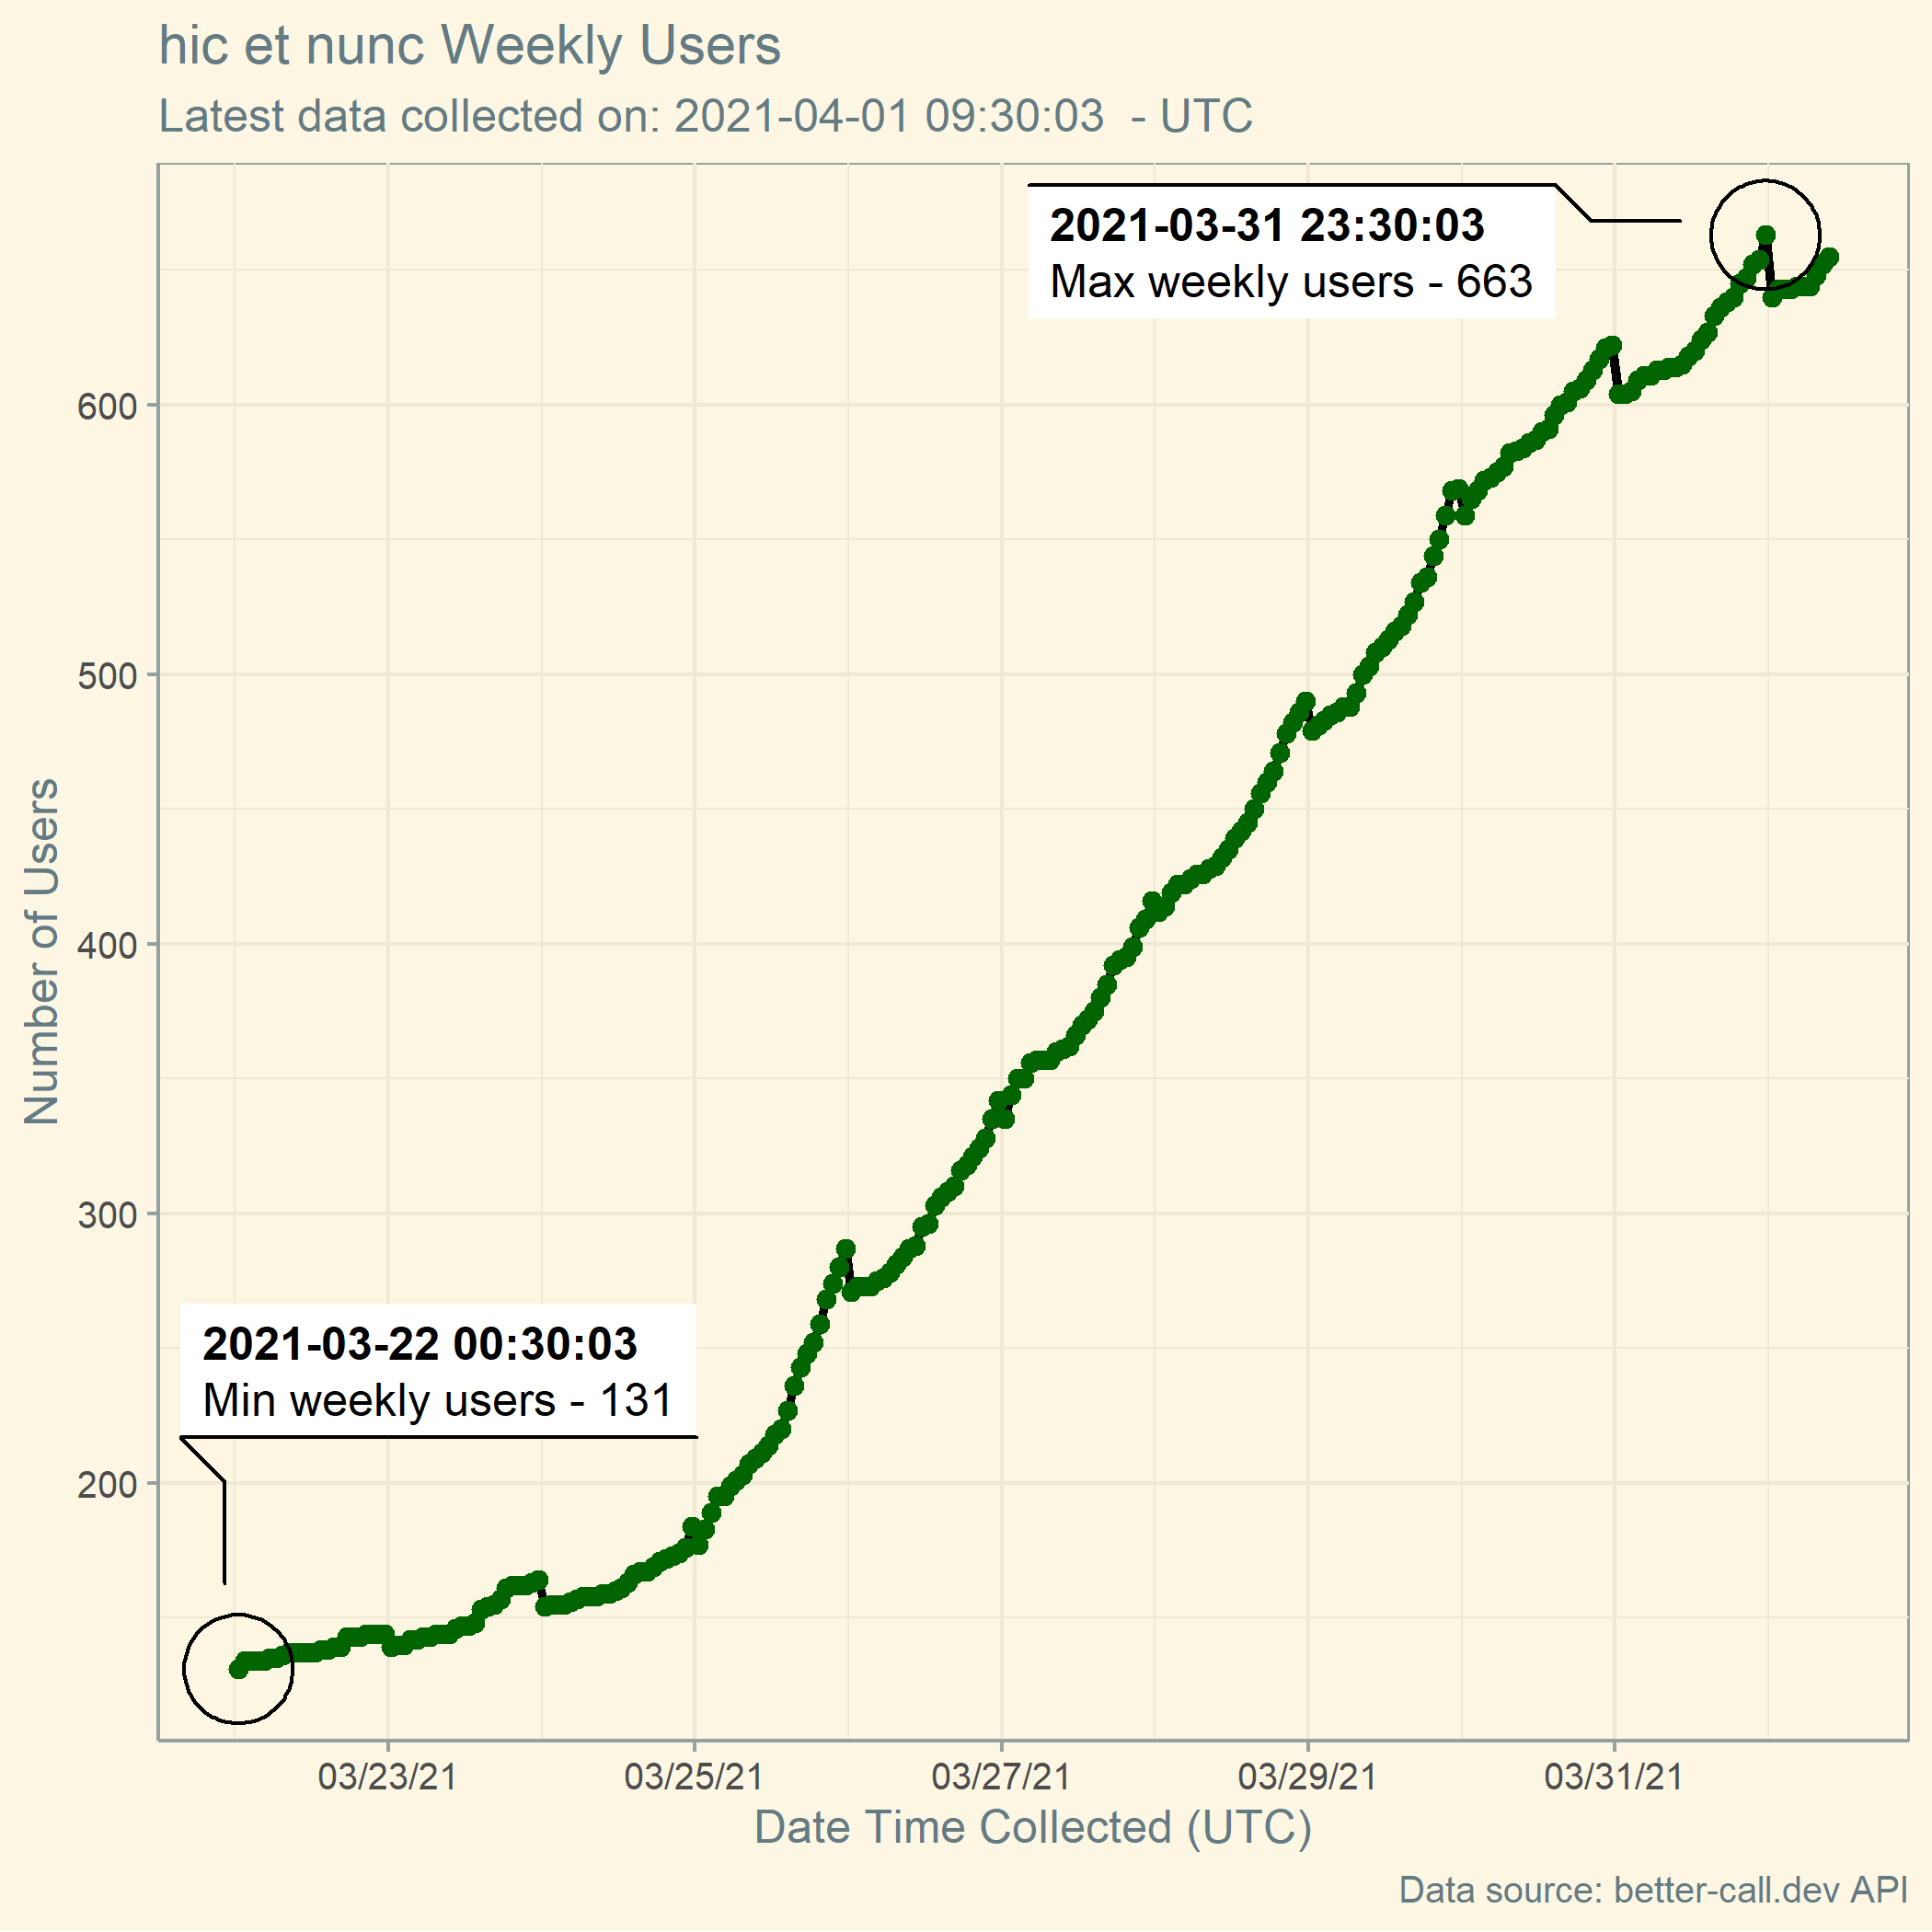 hic et nunc Weekly Users
Latest data collected on: 2021-04-01 09:30:03  - UTC
2021-03-31 23:30:03
Max weekly users - 663
600
500
400
300
200
Number of Users
2021-03-22 00:30:03
Min weekly users - 131
03/23/21
03/25/21
03/27/21
03/29/21
03/31/21
Date Time Collected (UTC)
Data source: better-call.dev API